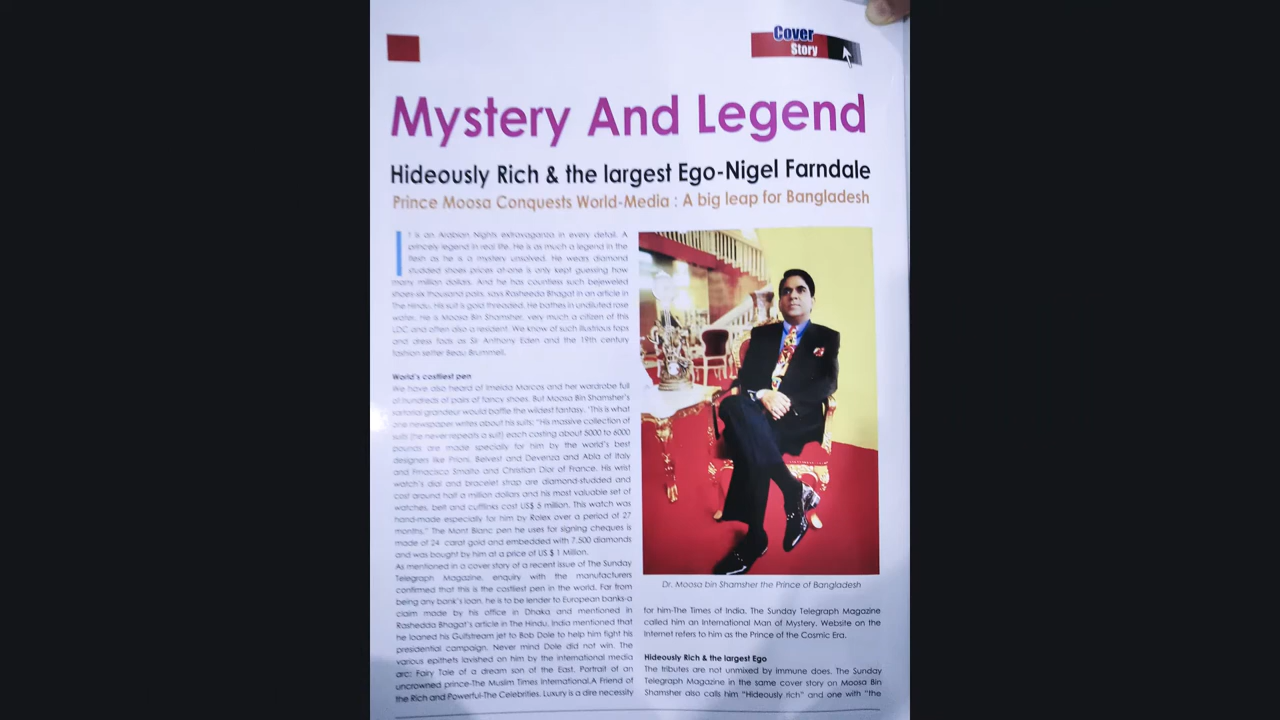 Cover
Story
Mystery And Legend
Hideously Rich & the largest Ego-Nigel Farndale
Prince Moosa Conquests World-Media : A big leap for Bangladesh
It is an Arabian Nights extravaganza in every detail. A
princely legend in real life. He is as much a legend in the
flesh as he is a mystery unsolved. He wears diamond
studded shoes prices at-one is only kept guessing how
many million dollars. And he has countless such bejeweled
shoes-six thousand pairs, says Rasheeda Bhagat in an article in
The Hindu. His suit is gold threaded. He bathes in undiluted rose
water. He is Moosa Bin Shamsher, very much a citizen of this
LDC and often also a resident. We know of such illustrious fops
and dress fads as Sir Anthony Eden and the 19th century
fashion setter Beau Brummell.
World's costliest pen
We have also heard of Imelda Marcos and her wardrobe full
of hundreds of pairs of fancy shoes. But Moosa Bin Shamsher's
sartorial grandeur would baffle the wildest fantasy. "This is what
one newspaper writes about his suits: "His massive collection of
suits (he never repeats a suit) each costing about 5000 to 6000
pounds are made specially for him by the world's best
designers like Prioni, Belvest and Devenza and Abla of Italy
and Smalto and Christian Dior of France. His wrist
watch's dial and bracelet strap are diamond-studded and
cost around half a million dollars and his most valuable set of
watches, belt and cufflinks cost US$ 5 million. This watch was
hand-made especially for him by Rolex over a period of 27
months." The Mont Blanc pen he uses for signing cheques is
made of 24 carat gold and embedded with 7,500 diamonds
and was bought by him at a price of US $ 1 Million.
As mentioned in a cover story of a recent issue of The Sunday
Telegraph Magazine, enquiry with the manufacturers
confirmed that this is the costliest pen in the world. Far from
being any bank's loan, he is to be lender to European banks-a
claim made by his office in Dhaka and mentioned in
Rashedda Bhagat's article in The Hindu, India mentioned that
he loaned his Gulfstream jet to Bob Dole to help him fight his
presidential campaign. Never mind Dole did not win. The
various epithets lavished on him by the international media
arc: Fairy Tale of a dream son of the East, Portrait of an
uncrowned prince-The Muslim Times International.A Friend of
the Rich and Powerful-The Celebrities. Luxury is a dire necessity
Dr. Moosa bin Shamsher the Prince of Bangladesh
for him-The Times of India. The Sunday Telegraph Magazine
called him an International Man of Mystery. Website on the
Internet refers to him as the Prince of the Cosmic Era.
Hideously Rich & the largest Ego
The tributes are not unmixed by immune does. The Sunday
Telegraph Magazine in the same cover story on Moosa Bin
Shamsher also calls him "Hideously rich" and one with "the